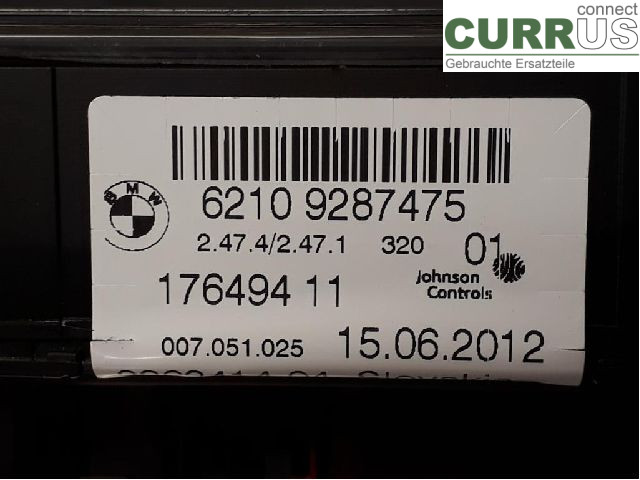 connect
CURRUS
Gebrauchte Ersatzteile
BMW
6210 9287475
2.47.4/2.47.1 320 01
Johnson
Controls
176494 11
007.051.025 15.06.2012